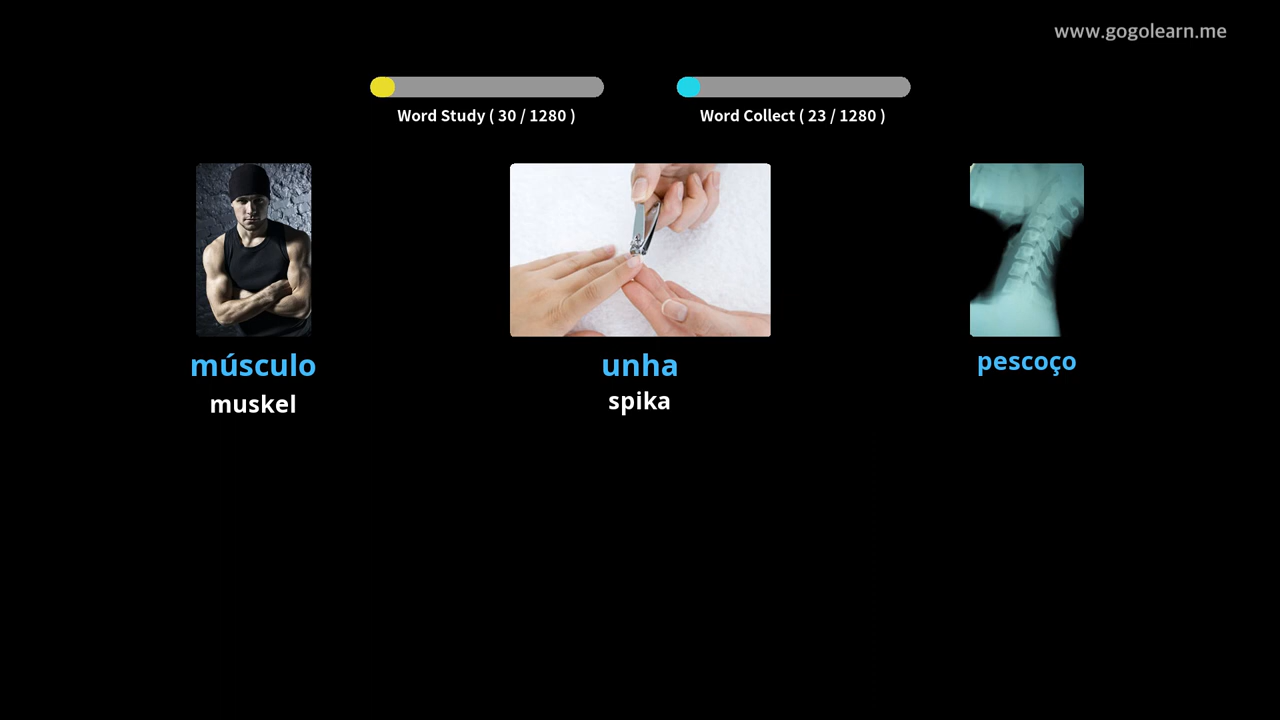 www.gogolearn.me
Word Study ( 30 / 1280 )
Word Collect ( 23 / 1280 )
músculo
muskel
unha
spika
pescoço